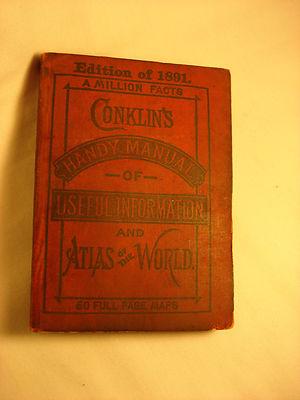 Edition of 1891.
A MILLION FACTS
CONKLIN'S
HANDY MANUAL
OF
USEFUL INFORMATION
AND
ATLAS OF THE WORLD.
50 FULL PAGE MAPS